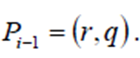 P_{i-1} = (r, q).